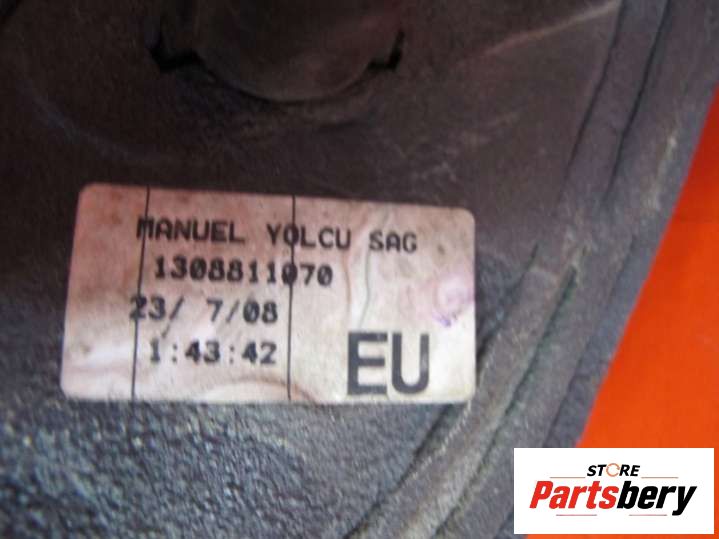 MANUEL YOLCU SAG
1308811070
23/ 7/08
1:43:42
EU
STORE
Partsbery